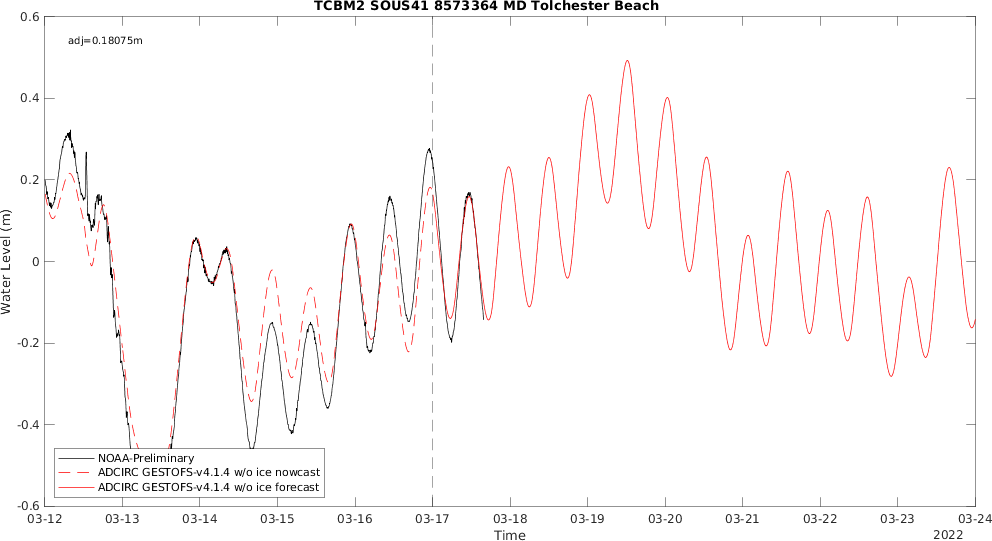 TCBM2 SOUS41 8573364 MD Tolchester Beach
adj=0.18075m
0.6
0.4
0.2
0
-0.2
-0.4
-0.6
Water Level (m)
NOAA-Preliminary
ADCIRC GESTOFS-v4.1.4 w/o ice nowcast
ADCIRC GESTOFS-v4.1.4 w/o ice forecast
03-12 03-13 03-14 03-15 03-16 03-17 03-18 03-19 03-20 03-21 03-22 03-23 03-24
Time
2022